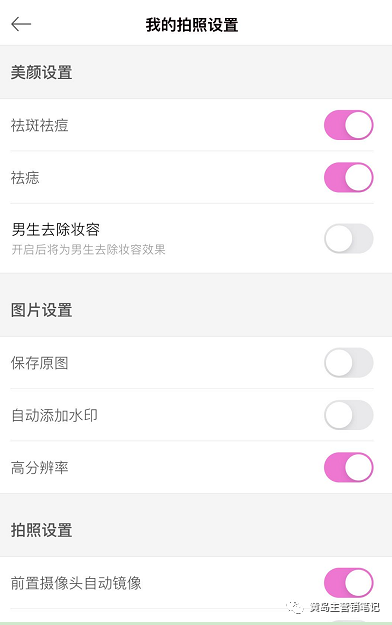 我的拍照设置
美颜设置
祛斑祛痘
祛痣
男生去除妆容
开启后将为男生去除妆容效果
图片设置
保存原图
自动添加水印
高分辨率
拍照设置
前置摄像头自动镜像
黄岛主营销笔记